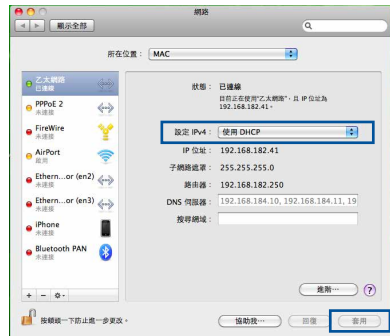 網路
顯示全部
所在位置： MAC
乙太網路
已連線
PPPoE 2
未連接
FireWire
未連接
AirPort
啟用
Ethern...or (en2)
未連接
Ethern...or (en3)
未連接
iPhone
未連接
Bluetooth PAN
未連接
狀態： 已連線
目前正在使用“乙太網路”，且 IP 位址為
192.168.182.41。
設定 IPv4： 使用 DHCP
IP 位址： 192.168.182.41
子網路遮罩： 255.255.255.0
路由器： 192.168.182.250
DNS 伺服器： 192.168.184.10, 192.168.184.11, 19
搜尋網域：
進階⋯
?
按鎖頭一下防止進一步更改。
協助我⋯
回復
套用